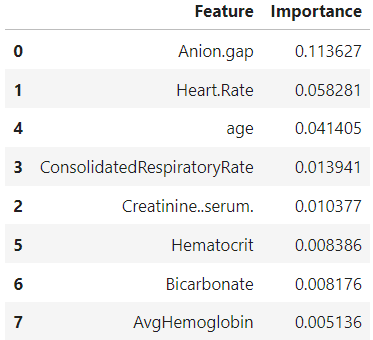 Feature Importance
0 Anion.gap 0.113627
1 Heart.Rate 0.058281
4 age 0.041405
3 ConsolidatedRespiratoryRate 0.013941
2 Creatinine..serum. 0.010377
5 Hematocrit 0.008386
6 Bicarbonate 0.008176
7 AvgHemoglobin 0.005136